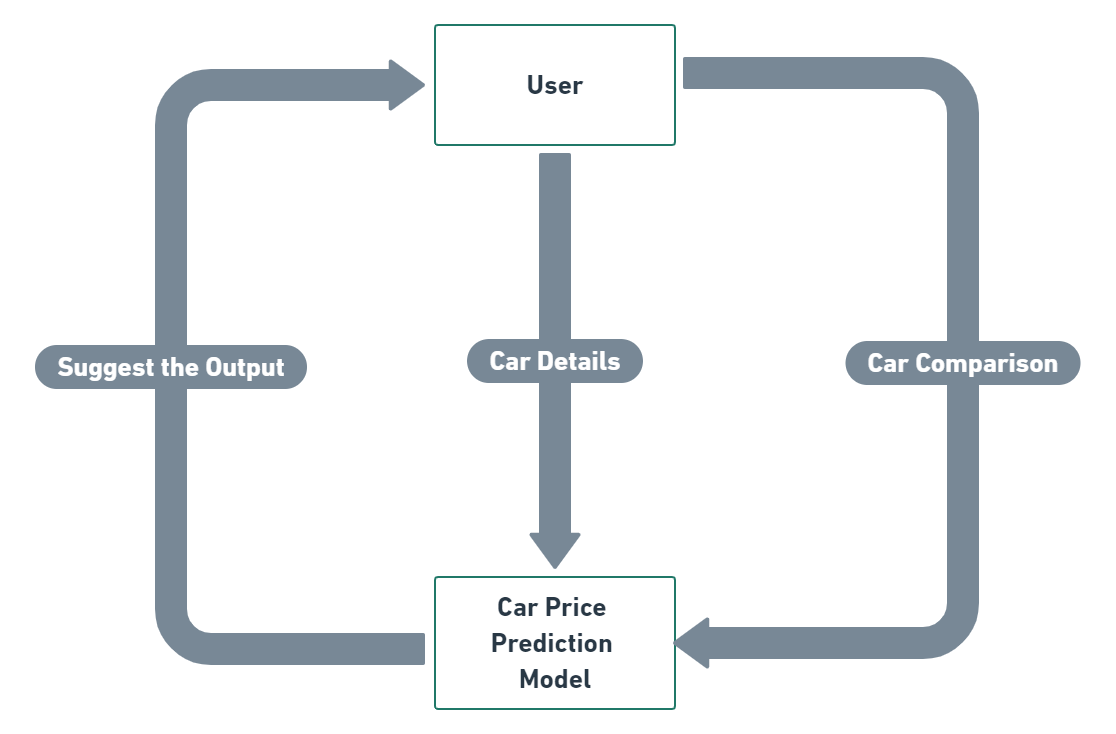 User
Suggest the Output
Car Details
Car Comparison
Car Price
Prediction
Model